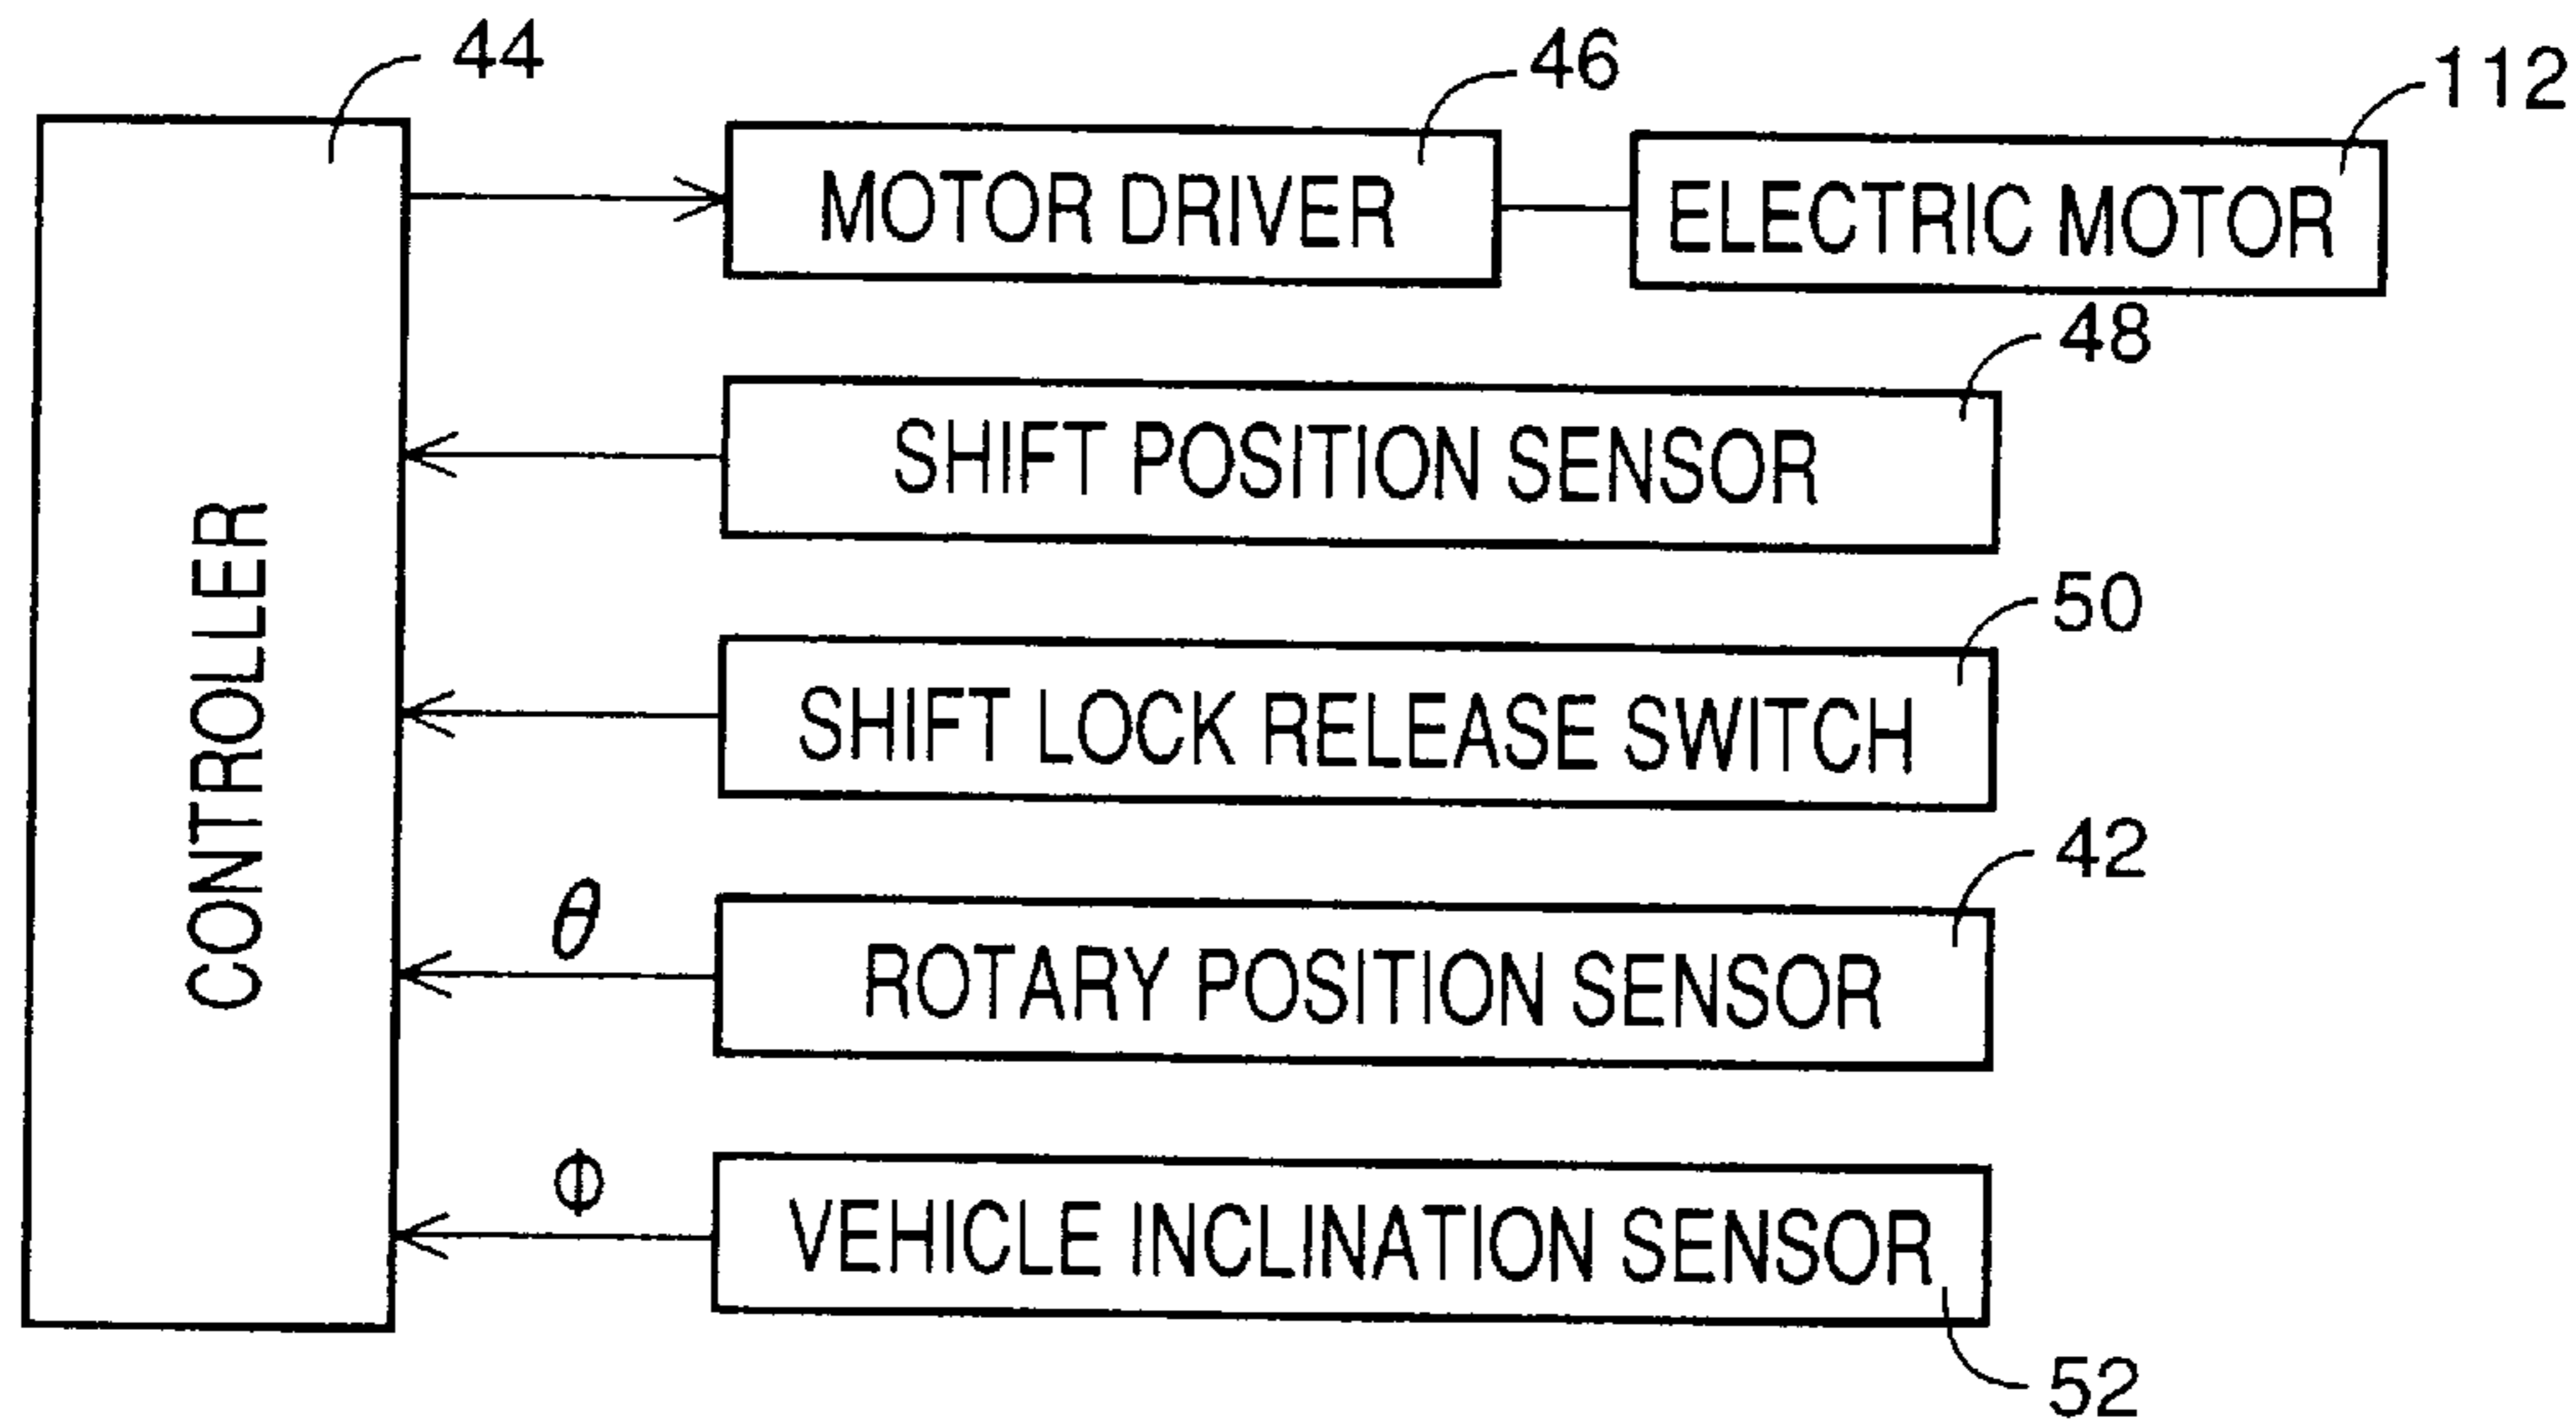 44
46
112
MOTOR DRIVER
ELECTRIC MOTOR
48
SHIFT POSITION SENSOR
50
SHIFT LOCK RELEASE SWITCH
CONTROLLER
42
θ
ROTARY POSITION SENSOR
Φ
VEHICLE INCLINATION SENSOR
52